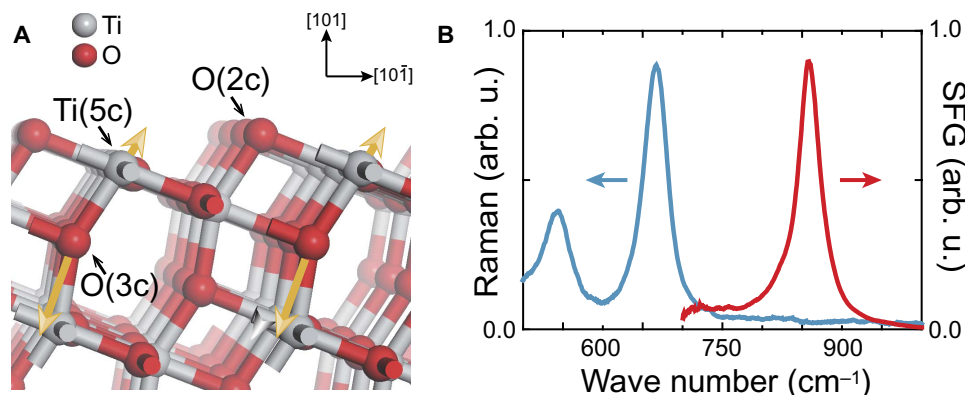 A
Ti
O
[101]
[101̅]
O(2c)
Ti(5c)
O(3c)
B
1.0
1.0
Raman (arb. u.)
SFG (arb. u.)
0.0
0.0
600
750
900
Wave number (cm⁻¹)